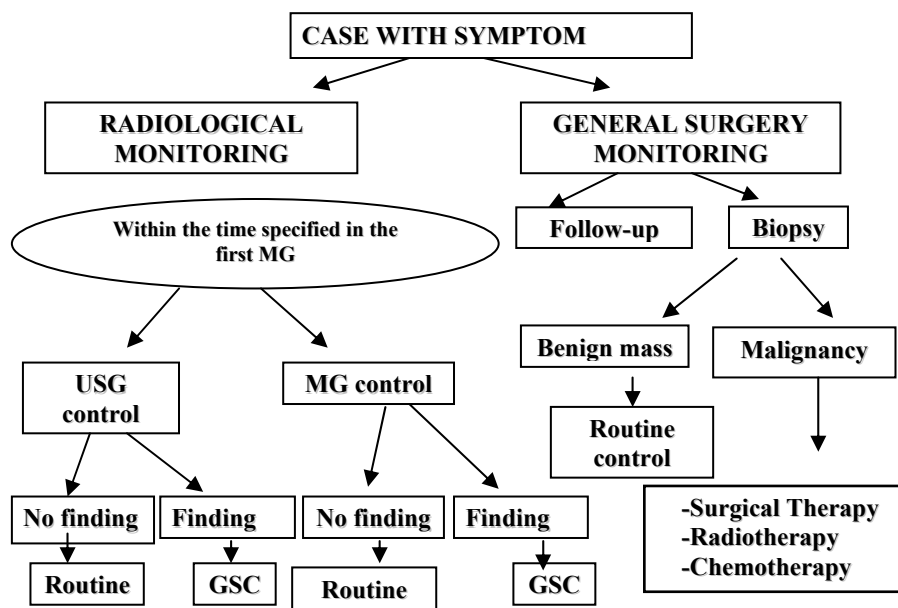 CASE WITH SYMPTOM
RADIOLOGICAL
MONITORING
GENERAL SURGERY
MONITORING
Within the time specified in the
first MG
Follow-up
Biopsy
Benign mass
Malignancy
USG
control
MG control
Routine
control
No finding
Finding
No finding
Finding
-Surgical Therapy
-Radiotherapy
-Chemotherapy
Routine
GSC
Routine
GSC